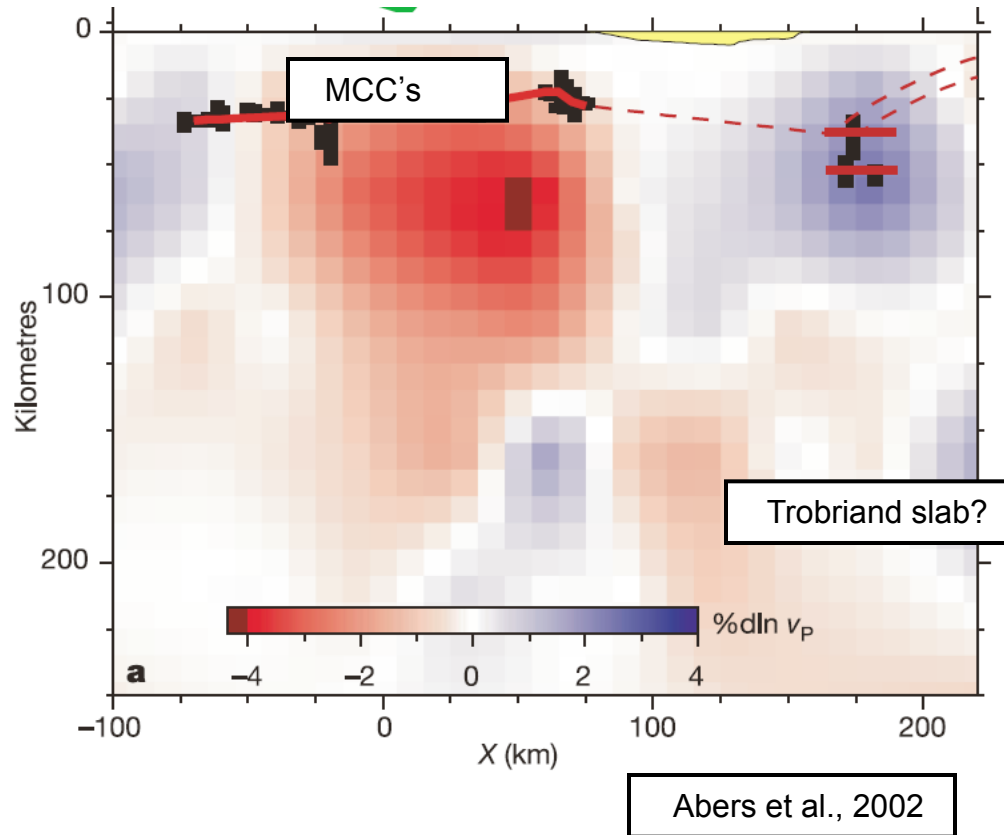 0
MCC's
100
Kilometres
Trobriand slab?
200
%dln vP
a
−4 −2 0 2 4
−100 0 100 200
X (km)
Abers et al., 2002